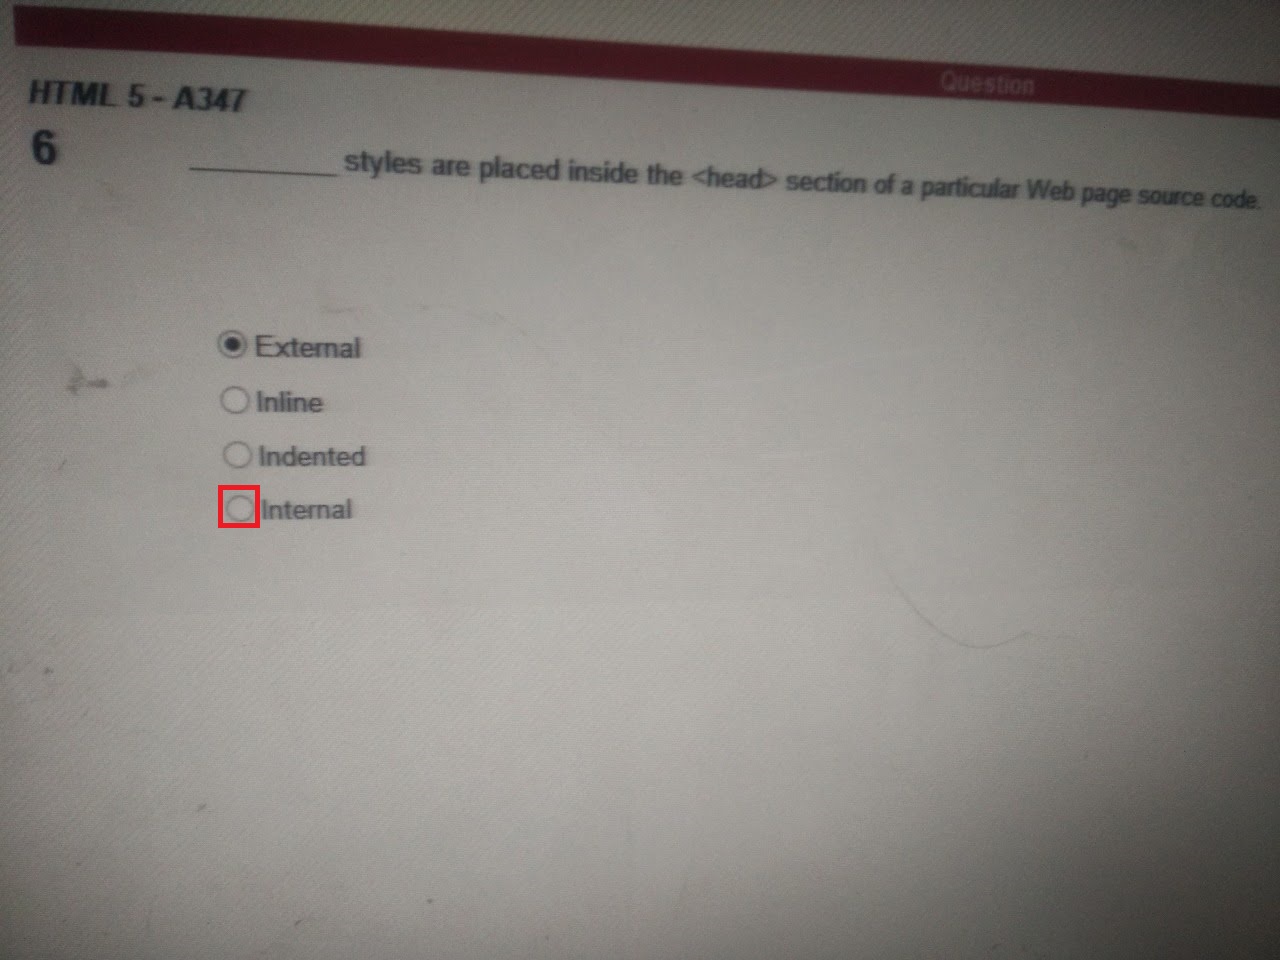 Question
HTML 5 - A347
6
__________ styles are placed inside the <head> section of a particular Web page source code.
External
Inline
Indented
Internal